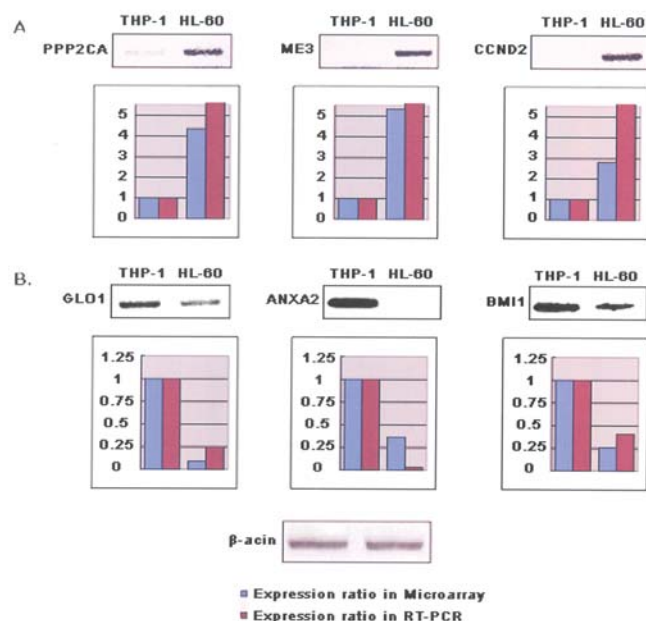 A
THP-1 HL-60
PPP2CA
THP-1 HL-60
ME3
THP-1 HL-60
CCND2
5
4
3
2
1
0
5
4
3
2
1
0
5
4
3
2
1
0
B.
THP-1 HL-60
GLO1
THP-1 HL-60
ANXA2
THP-1 HL-60
BMI1
1.25
1
0.75
0.5
0.25
0
1.25
1
0.75
0.5
0.25
0
1.25
1
0.75
0.5
0.25
0
β-acin
Expression ratio in Microarray
Expression ratio in RT-PCR